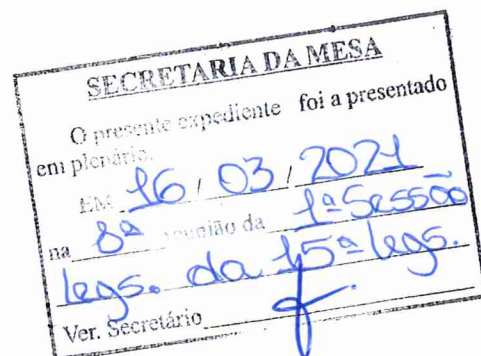 SECRETARIA DA MESA
O presente expediente foi a presentado
em plenário.
EM 16 / 03 / 2021
na 8ª reunião da 1ª Sessão
legs. da 15ª legs.
Ver. Secretário